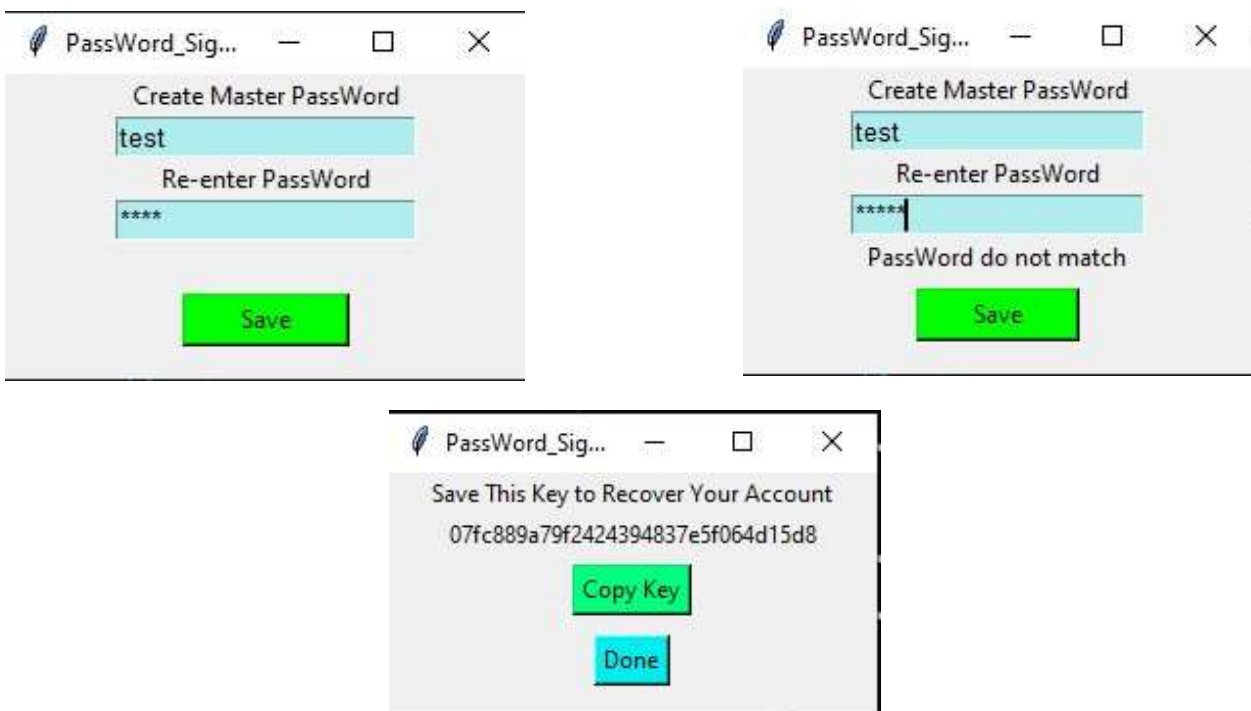 PassWord_Sig...
Create Master PassWord
test
Re-enter PassWord
****
Save
PassWord_Sig...
Create Master PassWord
test
Re-enter PassWord
*****
PassWord do not match
Save
PassWord_Sig...
Save This Key to Recover Your Account
07fc889a79f2424394837e5f064d15d8
Copy Key
Done